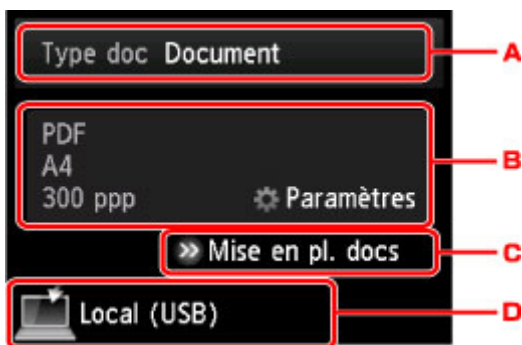 Type doc Document A
PDF
A4
300 ppp Paramètres B
Mise en pl. docs C
Local (USB) D